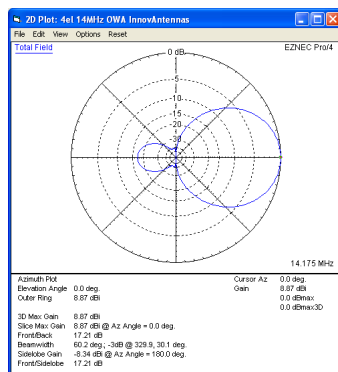 2D Plot: 4el 14MHz OWA InnovAntennas
File Edit View Options Reset
Total Field
EZNEC Pro/4
0 dB
-5
-10
-15
-20
-30
14.175 MHz
Azimuth Plot
Elevation Angle 0.0 deg.
Outer Ring 8.87 dBi
Cursor Az 0.0 deg.
Gain 8.87 dBi
0.0 dBmax
0.0 dBmax3D
3D Max Gain 8.87 dBi
Slice Max Gain 8.87 dBi @ Az Angle = 0.0 deg.
Front/Back 17.21 dB
Beamwidth 60.2 deg.; -3dB @ 329.9, 30.1 deg.
Sidelobe Gain -8.34 dBi @ Az Angle = 180.0 deg.
Front/Sidelobe 17.21 dB